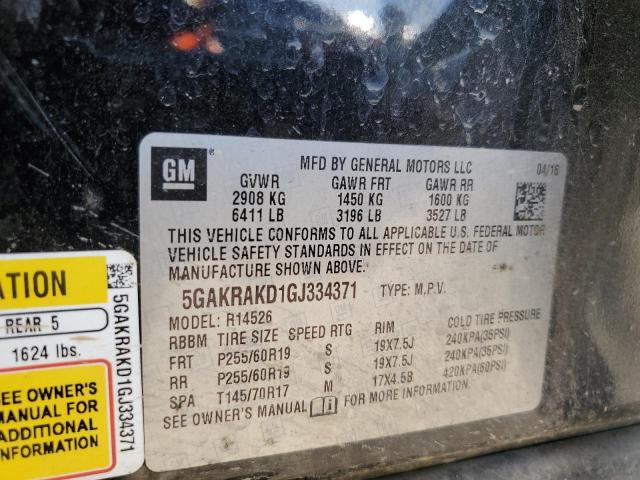 GM
MFD BY GENERAL MOTORS LLC 04/16
GVWR GAWR FRT GAWR RR
2908 KG 1450 KG 1600 KG
6411 LB 3196 LB 3527 LB
THIS VEHICLE CONFORMS TO ALL APPLICABLE U.S. FEDERAL MOTOR
VEHICLE SAFETY STANDARDS IN EFFECT ON THE DATE OF
MANUFACTURE SHOWN ABOVE.
5GAKRAKD1GJ334371 TYPE: M.P.V.
MODEL: R14526
RBBM TIRE SIZE SPEED RTG RIM COLD TIRE PRESSURE
FRT P255/60R19 S 19X7.5J 240KPA(35PSI)
RR P255/60R19 S 19X7.5J 240KPA(35PSI)
SPA T145/70R17 M 17X4.5B 420KPA(60PSI)
SEE OWNER'S MANUAL FOR MORE INFORMATION
ATION
REAR 5
1624 lbs.
SEE OWNER'S
MANUAL FOR
ADDITIONAL
INFORMATION
5GAKRAKD1GJ334371